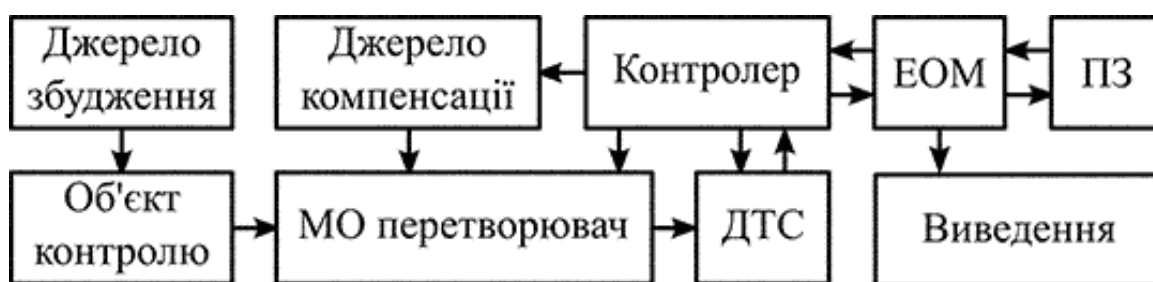 Джерело
збудження
Джерело
компенсації
Контролер
ЕОМ
ПЗ
Об'єкт
контролю
МО перетворювач
ДТС
Виведення